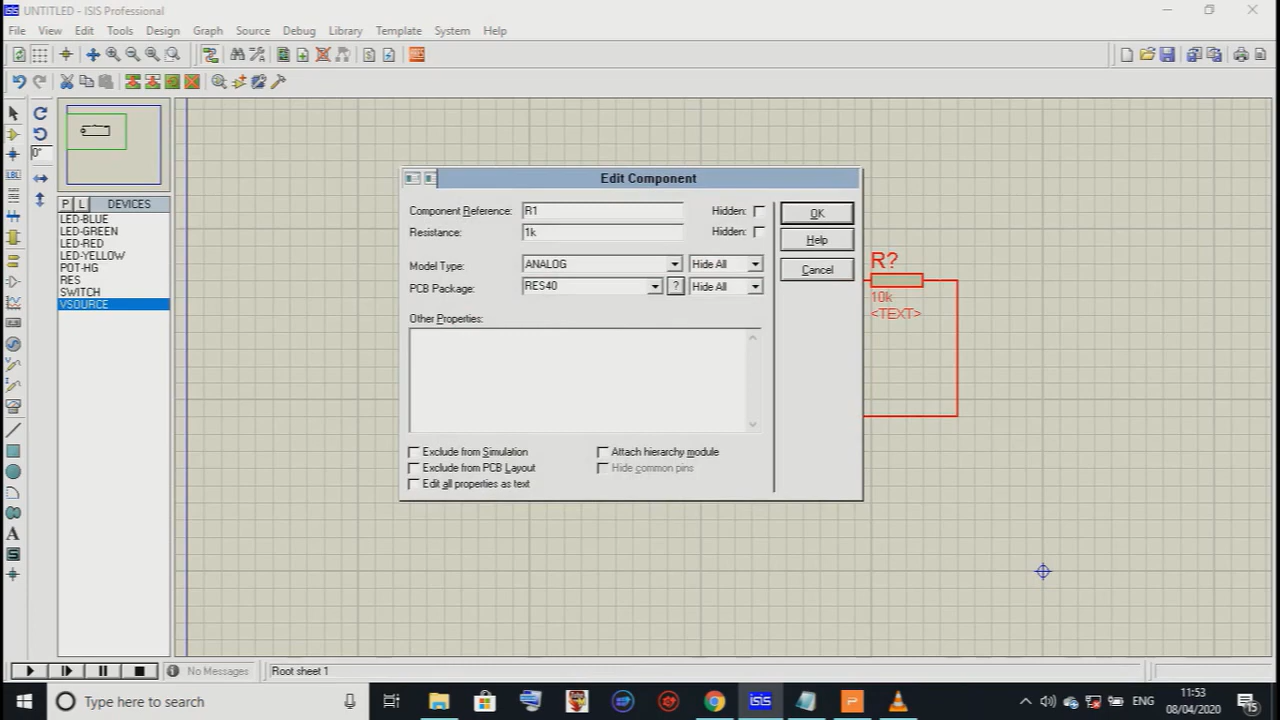 UNTITLED - ISIS Professional
File View Edit Tools Design Graph Source Debug Library Template System Help
0°
LBL
P L DEVICES
LED-BLUE
LED-GREEN
LED-RED
LED-YELLOW
POT-HG
RES
SWITCH
VSOURCE
A
S
Edit Component
Component Reference: R1 Hidden: OK
Resistance: 1k Hidden: Help
Model Type: ANALOG Hide All Cancel
PCB Package: RES40 ? Hide All
Other Properties:
Exclude from Simulation Attach hierarchy module
Exclude from PCB Layout Hide common pins
Edit all properties as text
R?
10k
<TEXT>
No Messages Root sheet 1
Type here to search
ISIS
P
ENG
11:53
08/04/2020
15